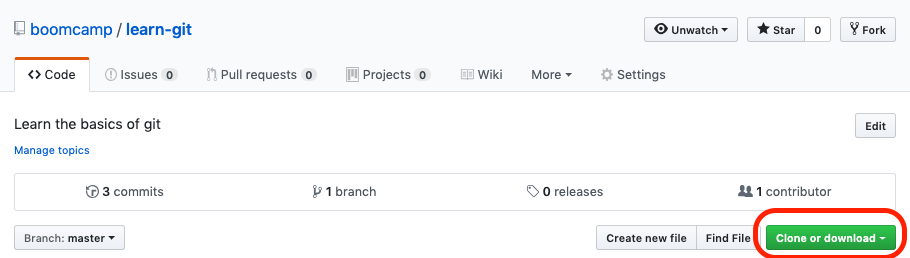 boomcamp / learn-git
Unwatch Star 0 Fork
Code Issues 0 Pull requests 0 Projects 0 Wiki More Settings
Learn the basics of git
Edit
Manage topics
3 commits 1 branch 0 releases 1 contributor
Branch: master Create new file Find File Clone or download